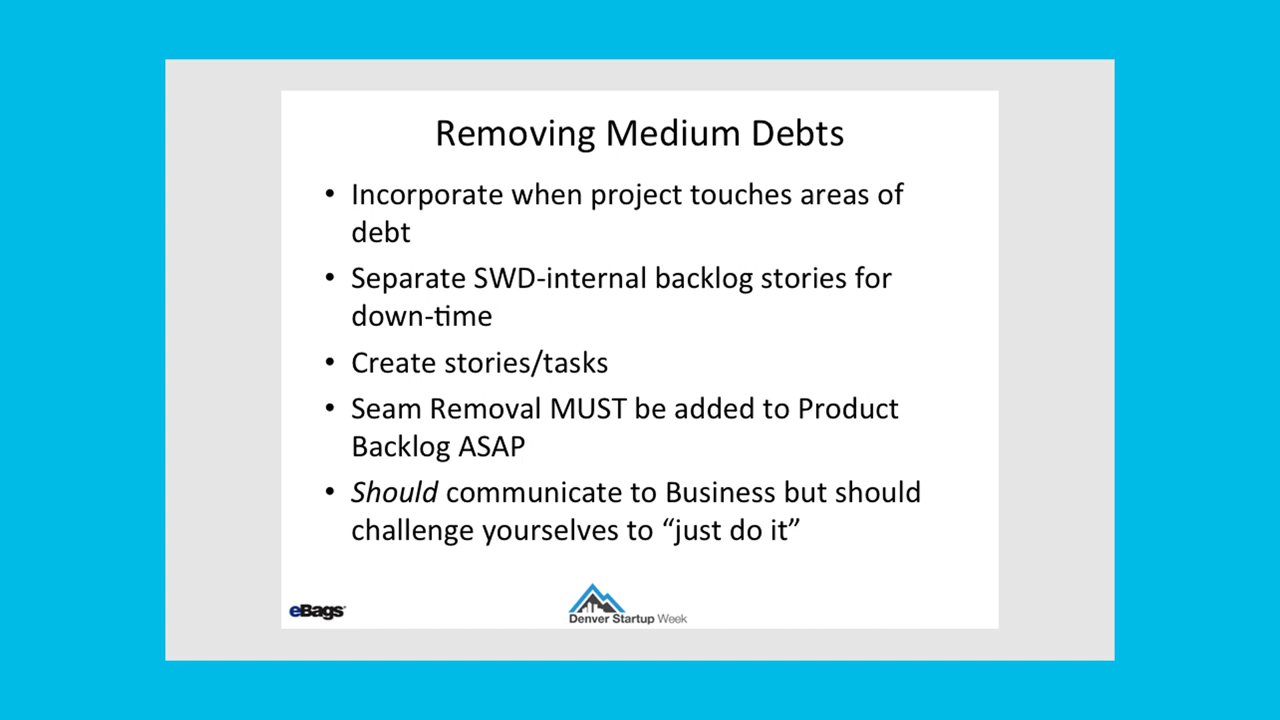 Removing Medium Debts
• Incorporate when project touches areas of
debt
• Separate SWD-internal backlog stories for
down-time
• Create stories/tasks
• Seam Removal MUST be added to Product
Backlog ASAP
• Should communicate to Business but should
challenge yourselves to “just do it”
eBags
Denver Startup Week